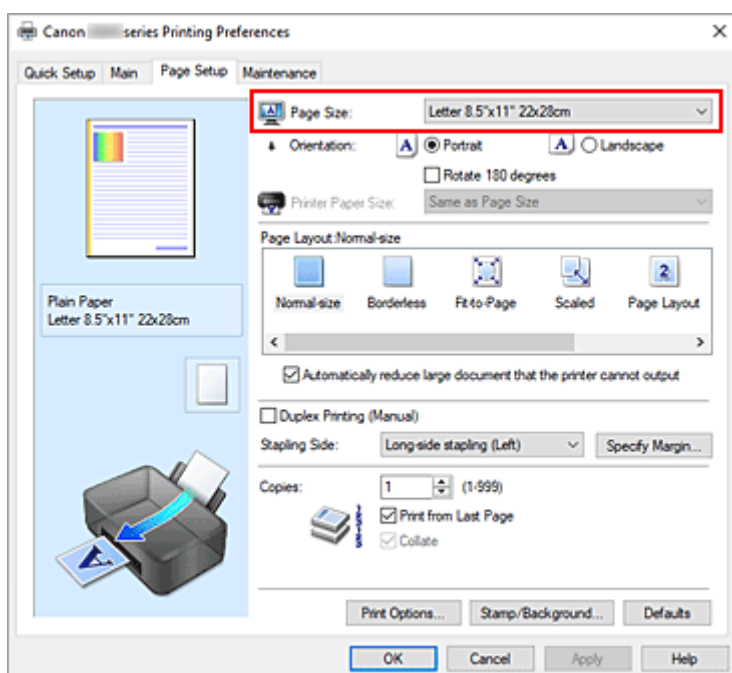 Canon series Printing Preferences
Quick Setup Main Page Setup Maintenance
Page Size: Letter 8.5"x11" 22x28cm
Orientation: A Portrait A Landscape
Rotate 180 degrees
Printer Paper Size: Same as Page Size
Page Layout:Normal-size
2
Normal-size Borderless Fit-to-Page Scaled Page Layout
Plain Paper
Letter 8.5"x11" 22x28cm
Automatically reduce large document that the printer cannot output
Duplex Printing (Manual)
Stapling Side: Long-side stapling (Left) Specify Margin...
Copies: 1 (1-999)
Print from Last Page
Collate
A
Print Options... Stamp/Background... Defaults
OK Cancel Apply Help